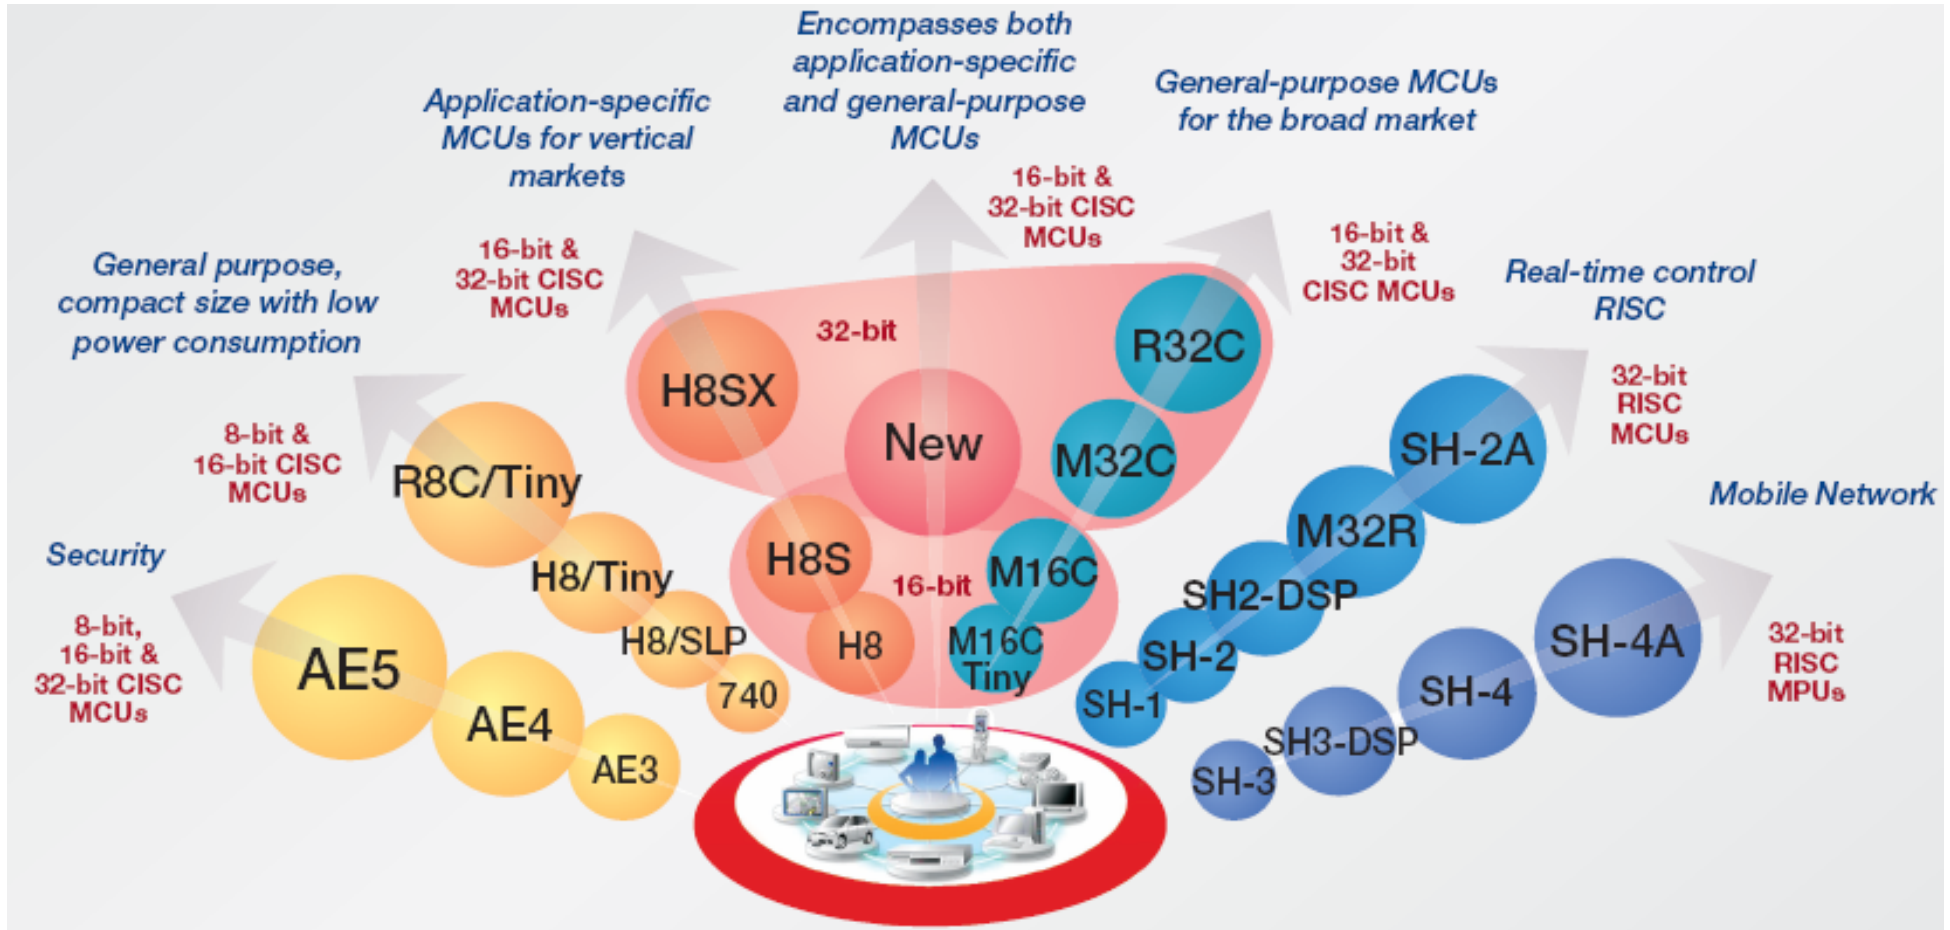 Encompasses both
application-specific
and general-purpose
MCUs
General-purpose MCUs
for the broad market
Application-specific
MCUs for vertical
markets
16-bit &
32-bit CISC
MCUs
16-bit &
32-bit
CISC MCUs
16-bit &
32-bit CISC
MCUs
General purpose,
compact size with low
power consumption
Real-time control
RISC
32-bit
R32C
H8SX
New
M32C
32-bit
RISC
MCUs
8-bit &
16-bit CISC
MCUs
R8C/Tiny
SH-2A
Mobile Network
Security
H8/Tiny
H8S
16-bit
M16C
M32R
SH2-DSP
8-bit,
16-bit &
32-bit CISC
MCUs
AE5
H8/SLP
H8
M16C
Tiny
SH-2
SH-4A
32-bit
RISC
MPUs
AE4
740
SH-1
SH-4
AE3
SH3-DSP
SH-3